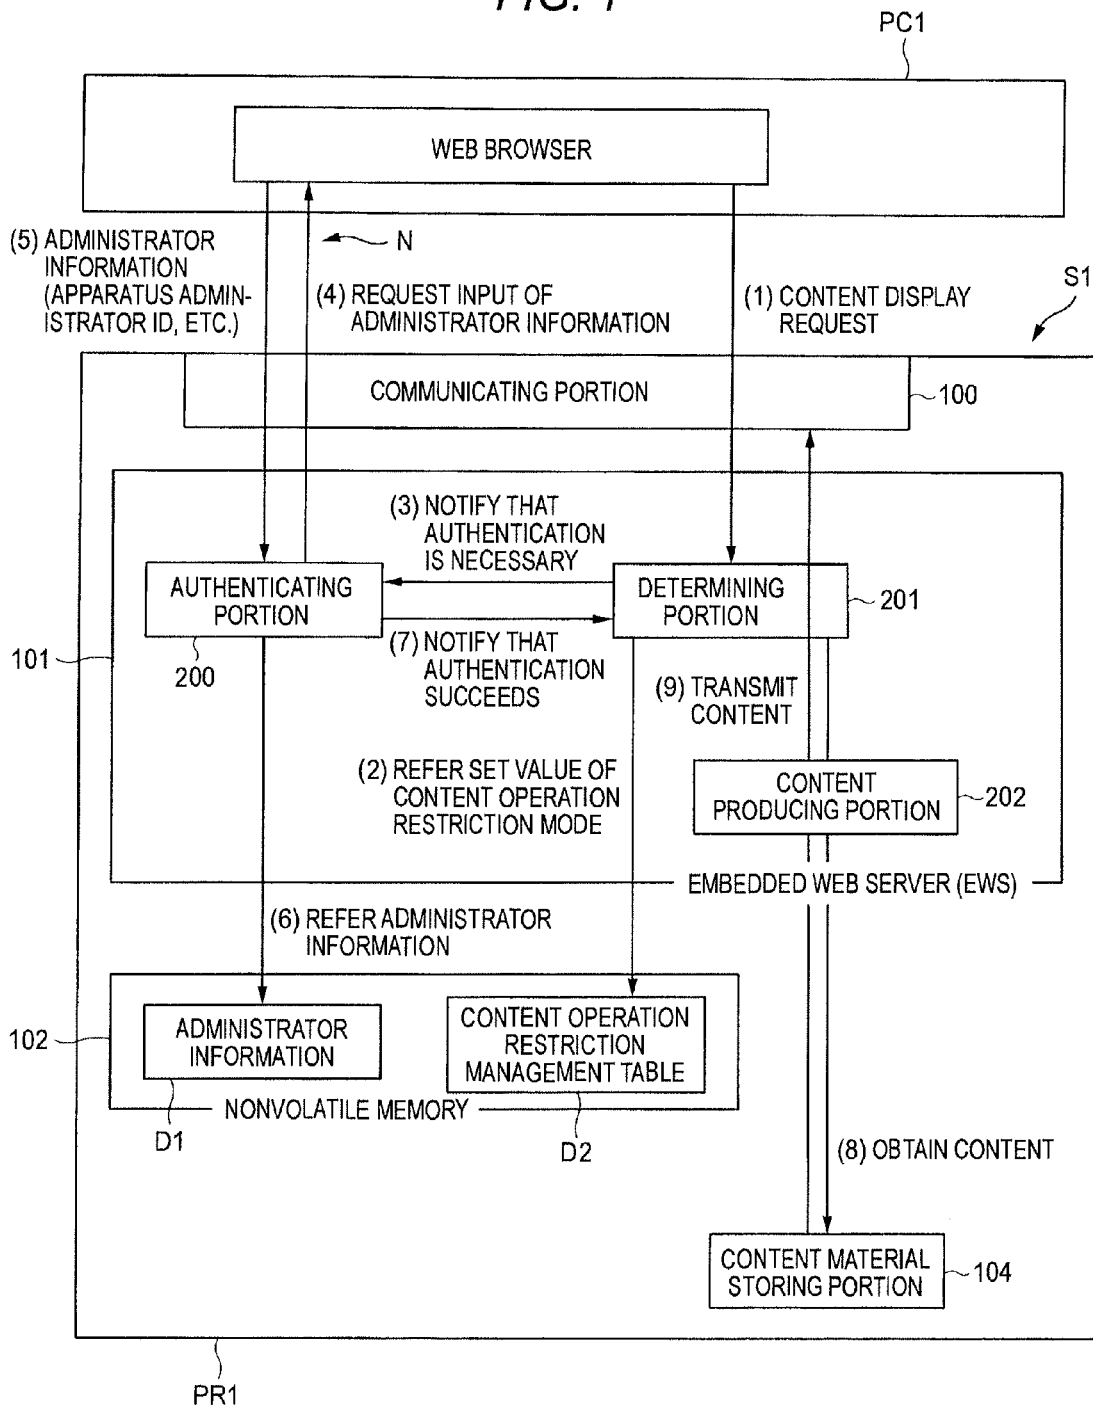 FIG. 1
PC1
WEB BROWSER
(5) ADMINISTRATOR
INFORMATION
(APPARATUS ADMIN-
ISTRATOR ID, ETC.)
N
(4) REQUEST INPUT OF
ADMINISTRATOR INFORMATION
(1) CONTENT DISPLAY
REQUEST
S1
COMMUNICATING PORTION
100
(3) NOTIFY THAT
AUTHENTICATION
IS NECESSARY
AUTHENTICATING
PORTION
200
DETERMINING
PORTION
201
101
(7) NOTIFY THAT
AUTHENTICATION
SUCCEEDS
(9) TRANSMIT
CONTENT
(2) REFER SET VALUE OF
CONTENT OPERATION
RESTRICTION MODE
CONTENT
PRODUCING PORTION
202
EMBEDDED WEB SERVER (EWS)
(6) REFER ADMINISTRATOR
INFORMATION
102
ADMINISTRATOR
INFORMATION
CONTENT OPERATION
RESTRICTION
MANAGEMENT TABLE
NONVOLATILE MEMORY
D1
D2
(8) OBTAIN CONTENT
CONTENT MATERIAL
STORING PORTION
104
PR1